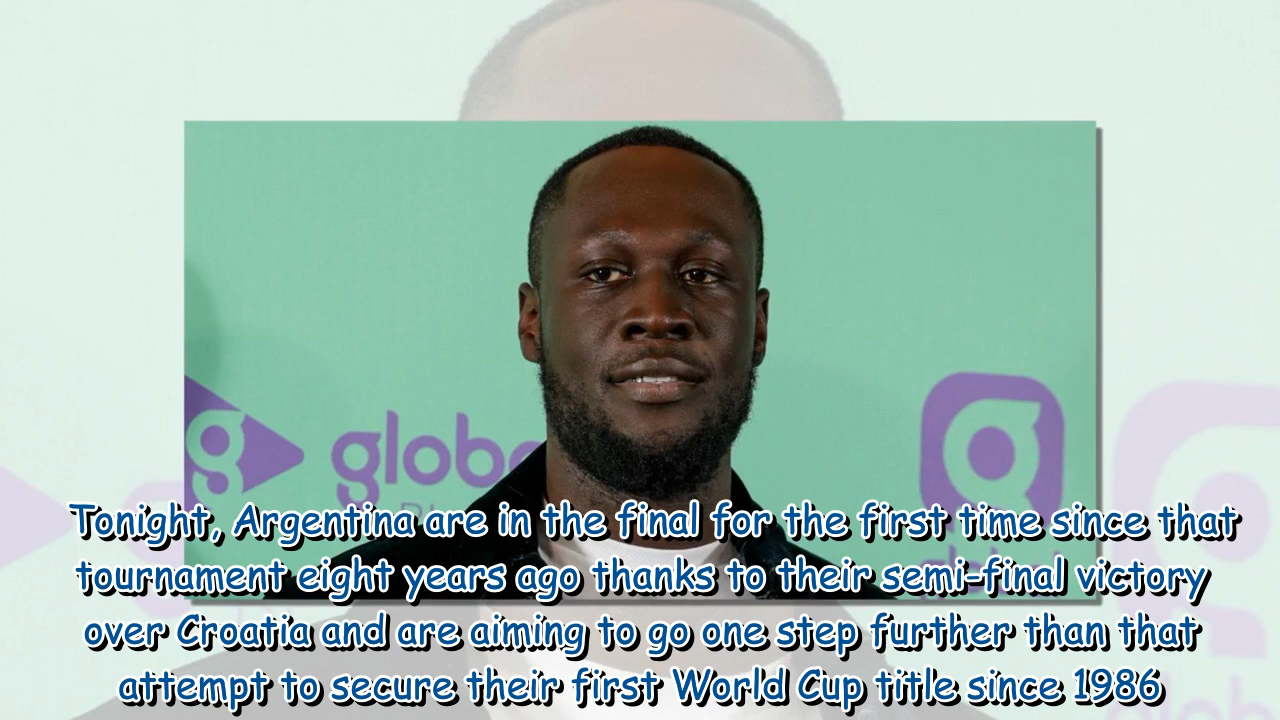 globa
Tonight, Argentina are in the final for the first time since that
tournament eight years ago thanks to their semi-final victory
over Croatia and are aiming to go one step further than that
attempt to secure their first World Cup title since 1986